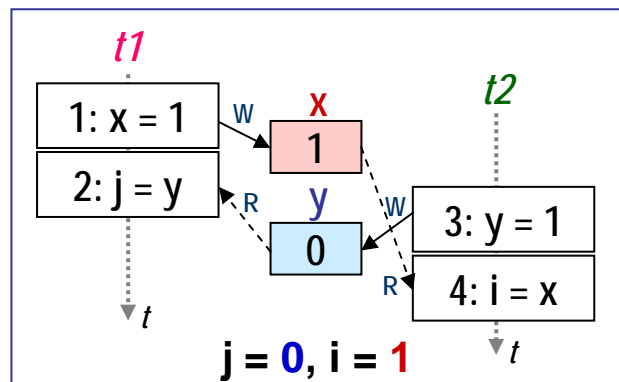 t1
t2
1: x = 1
W
x
1
2: j = y
R
y
W
3: y = 1
0
R
4: i = x
t
t
j = 0, i = 1